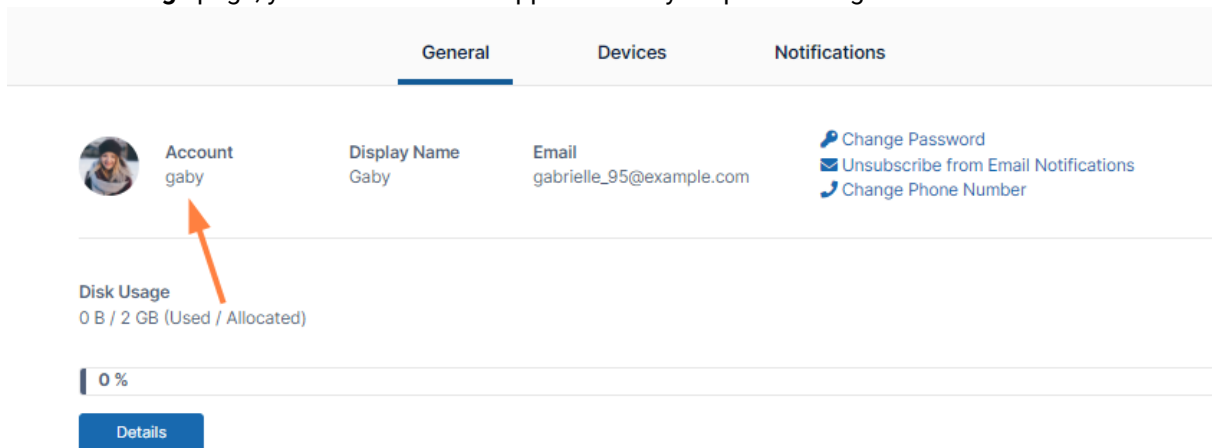 General Devices Notifications
Account Display Name Email
gaby Gaby gabrielle_95@example.com
Change Password
Unsubscribe from Email Notifications
Change Phone Number
Disk Usage
0 B / 2 GB (Used / Allocated)
0 %
Details